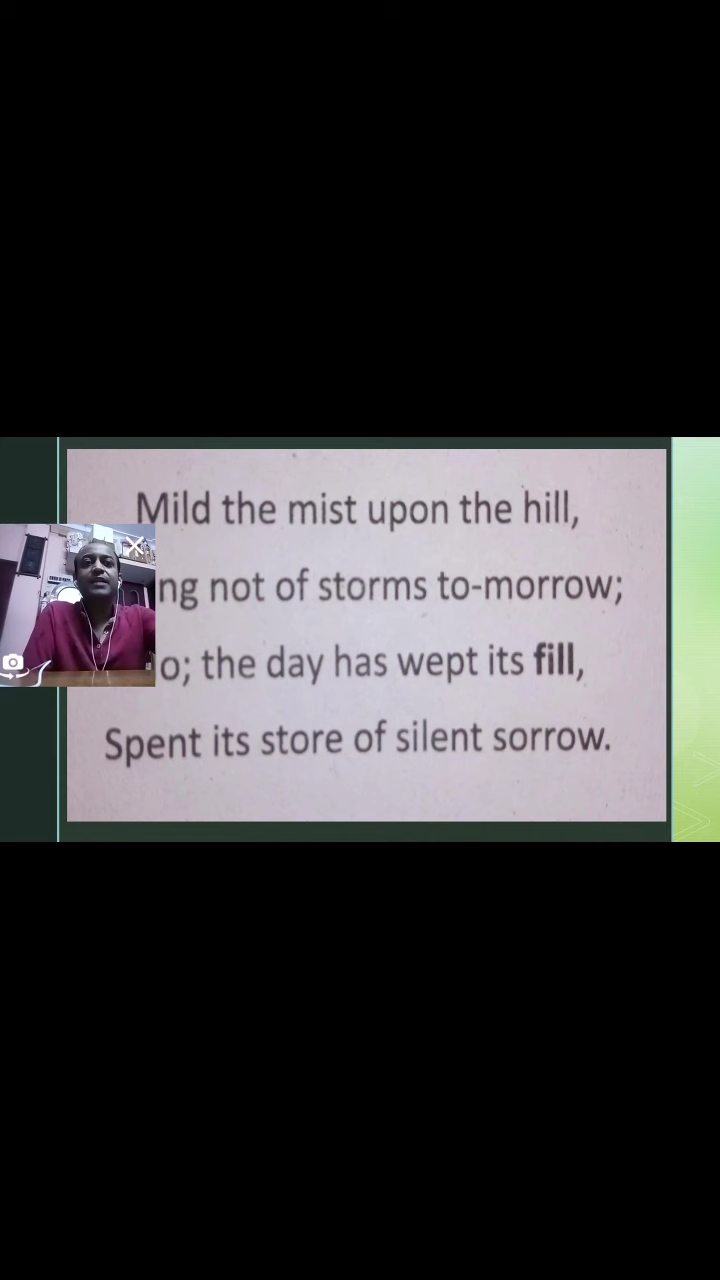 Mild the mist upon the hill,
not of storms to-morrow;
the day has wept its fill,
Spent its store of silent sorrow.